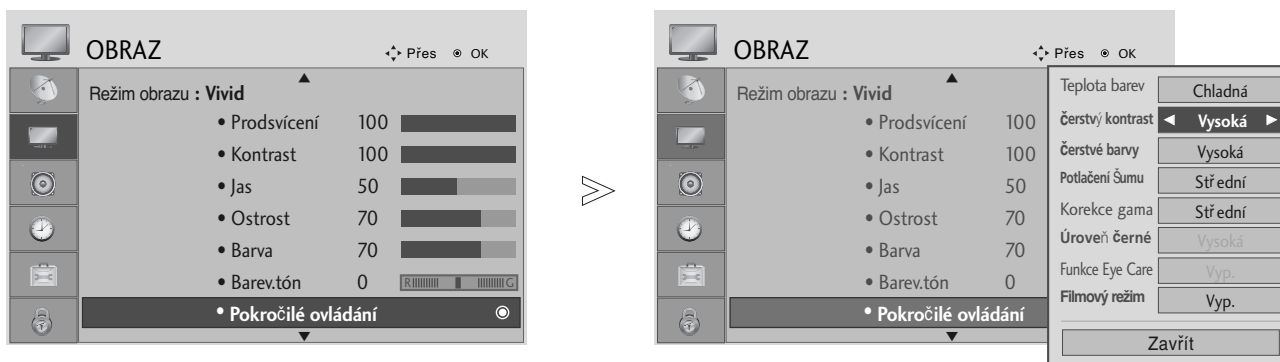 OBRAZ
Přes OK
Režim obrazu : Vivid
• Prodsvícení 100
• Kontrast 100
• Jas 50
• Ostrost 70
• Barva 70
• Barev.tón 0 R G
• Pokročilé ovládání
OBRAZ
Přes OK
Režim obrazu : Vivid
• Prodsvícení 100
• Kontrast 100
• Jas 50
• Ostrost 70
• Barva 70
• Barev.tón 0
• Pokročilé ovládání
Teplota barev Chladná
čerstvý kontrast Vysoká
čerstvé barvy Vysoká
Potlačení Šumu Střední
Korekce gama Střední
Úroveň černé Vysoká
Funkce Eye Care Vyp.
Filmový režim Vyp.
Zavřít